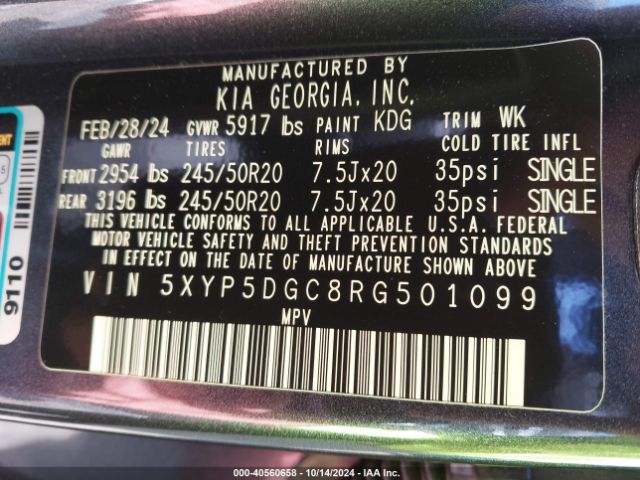 MANUFACTURED BY
KIA GEORGIA, INC.
FEB/28/24 GVWR 5917 lbs PAINT KDG TRIM WK
GAWR TIRES RIMS COLD TIRE INFL
FRONT 2954 lbs 245/50R20 7.5Jx20 35psi SINGLE
REAR 3196 lbs 245/50R20 7.5Jx20 35psi SINGLE
THIS VEHICLE CONFORMS TO ALL APPLICABLE U.S.A. FEDERAL
MOTOR VEHICLE SAFETY AND THEFT PREVENTION STANDARDS
IN EFFECT ON THE DATE OF MANUFACTURE SHOWN ABOVE
VIN 5XYP5DGC8RG501099
MPV
9110
000-40560658 - 10/14/2024 - IAA Inc.